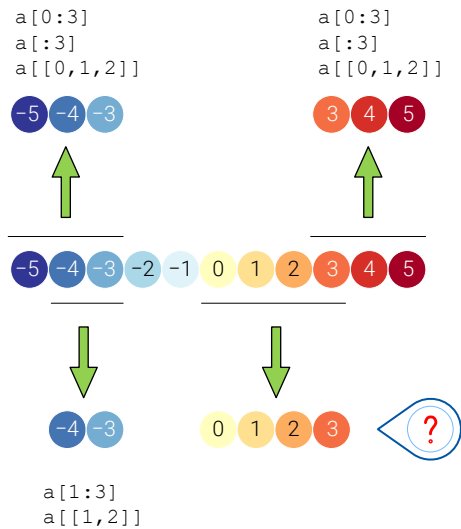 a[0:3]
a[:3]
a[[0,1,2]]
a[0:3]
a[:3]
a[[0,1,2]]
−5 −4 −3
3 4 5
−5 −4 −3 −2 −1 0 1 2 3 4 5
−4 −3
0 1 2 3
?
a[1:3]
a[[1,2]]